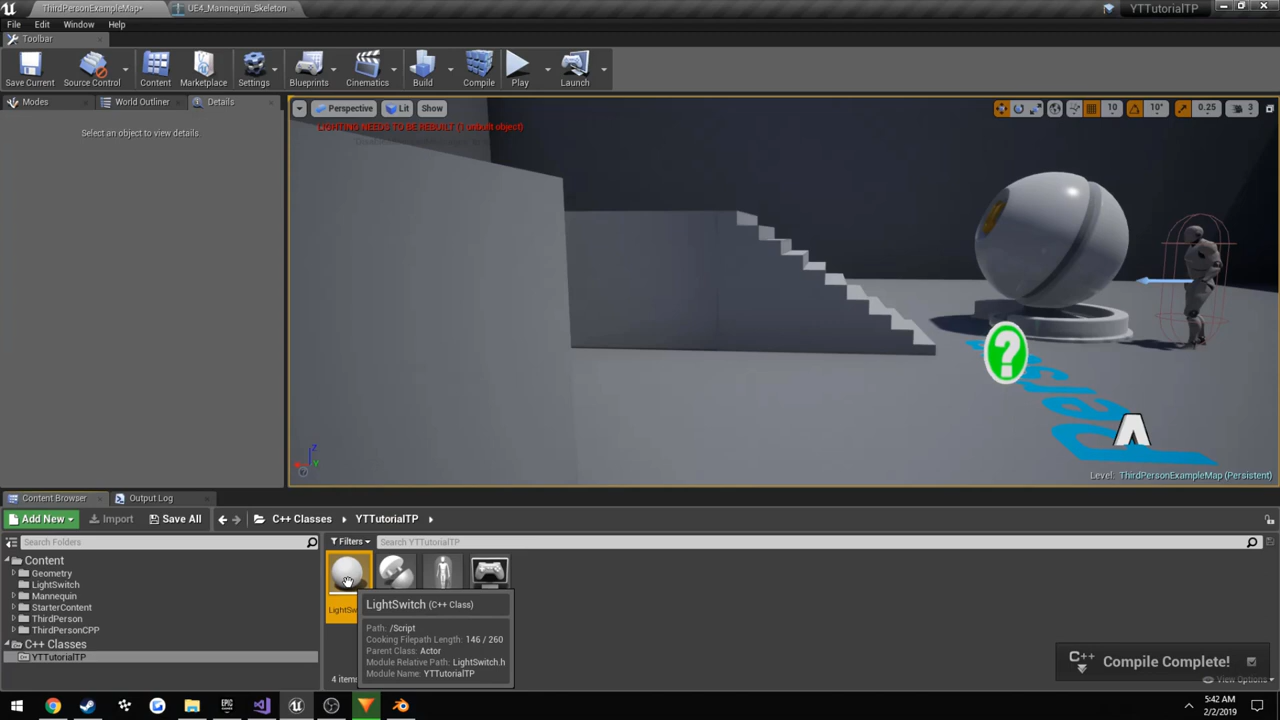 ThirdPersonExampleMap*
UE4_Mannequin_Skeleton
YTTutorialTP
File Edit Window Help
Toolbar
Save Current Source Control Content Marketplace Settings Blueprints Cinematics Build Compile Play Launch
Modes World Outliner Details
Select an object to view details.
Perspective Lit Show
10 10° 0.25 3
LIGHTING NEEDS TO BE REBUILT (1 unbuilt object)
Level: ThirdPersonExampleMap (Persistent)
Content Browser Output Log
Add New Import Save All C++ Classes YTTutorialTP
Search Folders
Filters Search YTTutorialTP
Content
Geometry
LightSwitch
Mannequin
StarterContent
ThirdPerson
ThirdPersonCPP
C++ Classes
YTTutorialTP
LightSw
LightSwitch (C++ Class)
Path: /Script
Cooking Filepath Length: 146 / 260
Parent Class: Actor
Module Relative Path: LightSwitch.h
Module Name: YTTutorialTP
4 items
C++ Compile Complete!
View Options
5:42 AM
2/2/2019